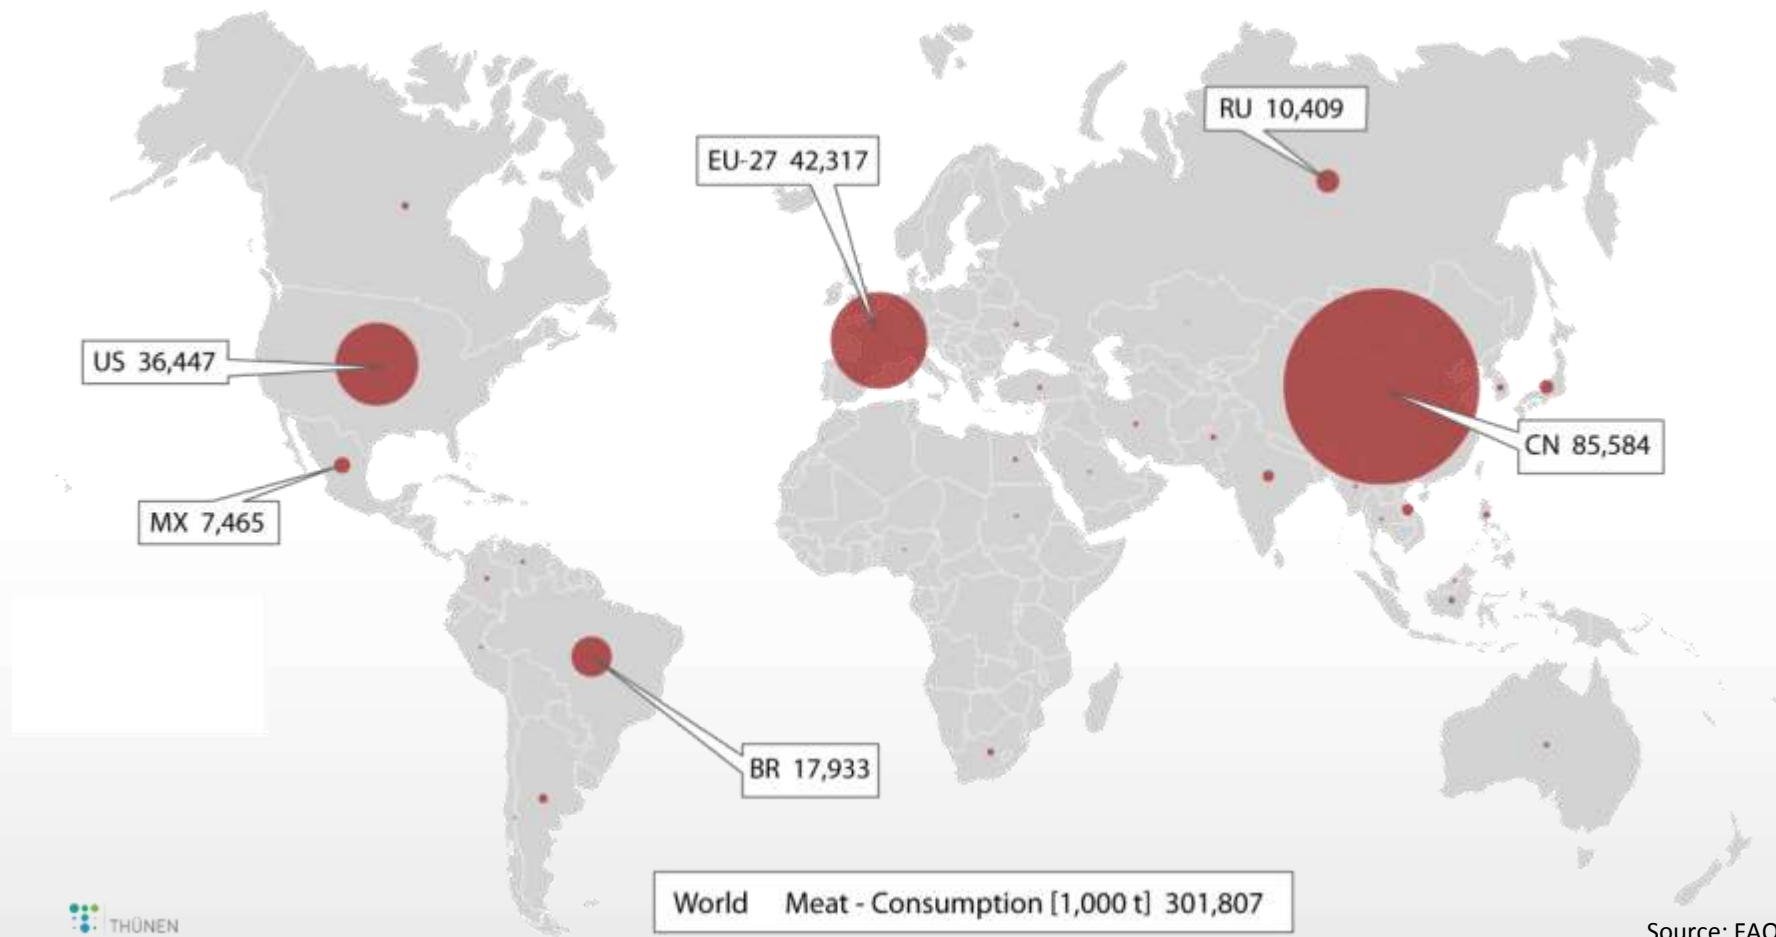 RU 10,409
EU-27 42,317
US 36,447
CN 85,584
MX 7,465
BR 17,933
World Meat - Consumption [1,000 t] 301,807
THÜNEN
Source: FAO